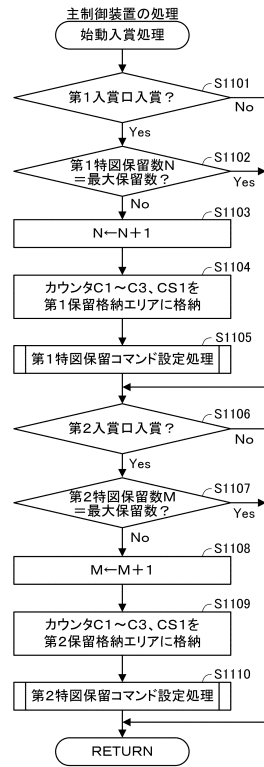 主制御装置の処理
始動入賞処理
S1101
第1入賞口入賞?
No
Yes
S1102
第1特図保留数N
=最大保留数?
Yes
No
S1103
N←N+1
S1104
カウンタC1~C3、CS1を
第1保留格納エリアに格納
S1105
第1特図保留コマンド設定処理
S1106
第2入賞口入賞?
No
Yes
S1107
第2特図保留数M
=最大保留数?
Yes
No
S1108
M←M+1
S1109
カウンタC1~C3、CS1を
第2保留格納エリアに格納
S1110
第2特図保留コマンド設定処理
RETURN